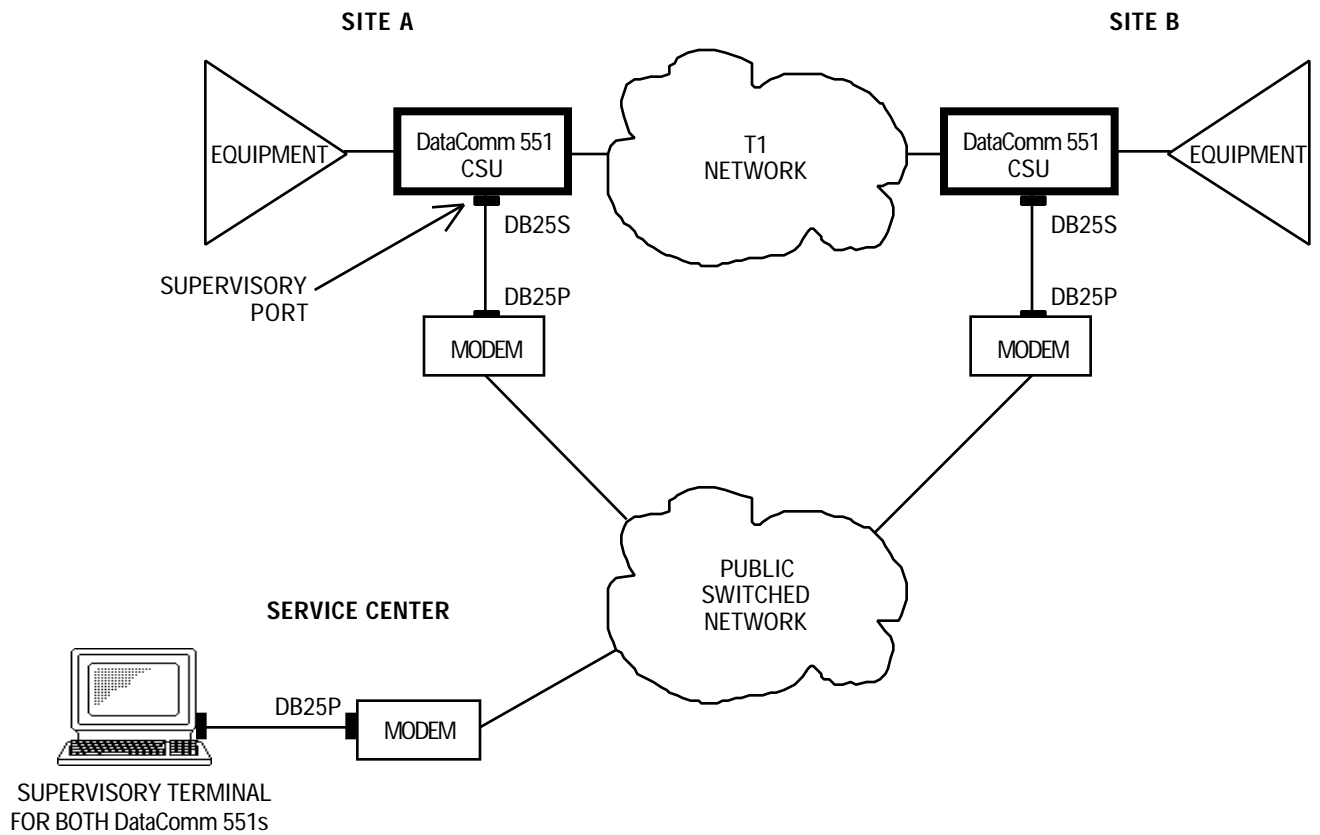 SITE A
SITE B
EQUIPMENT
DataComm 551
CSU
T1
NETWORK
DataComm 551
CSU
EQUIPMENT
DB25S
DB25S
SUPERVISORY
PORT
DB25P
DB25P
MODEM
MODEM
PUBLIC
SWITCHED
NETWORK
SERVICE CENTER
DB25P
MODEM
SUPERVISORY TERMINAL
FOR BOTH DataComm 551s